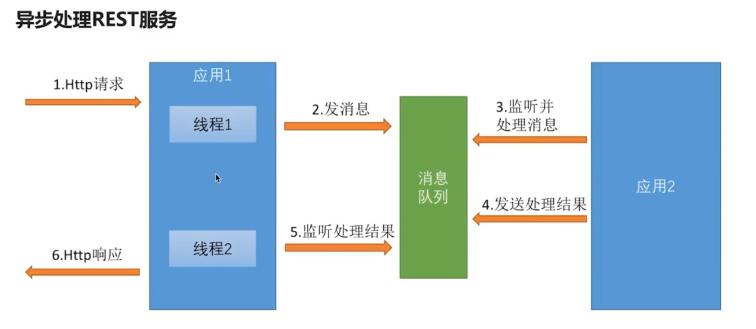 异步处理REST服务
1.Http请求
应用1
线程1
2.发消息
3.监听并
处理消息
消息
队列
应用2
4.发送处理结果
5.监听处理结果
线程2
6.Http响应